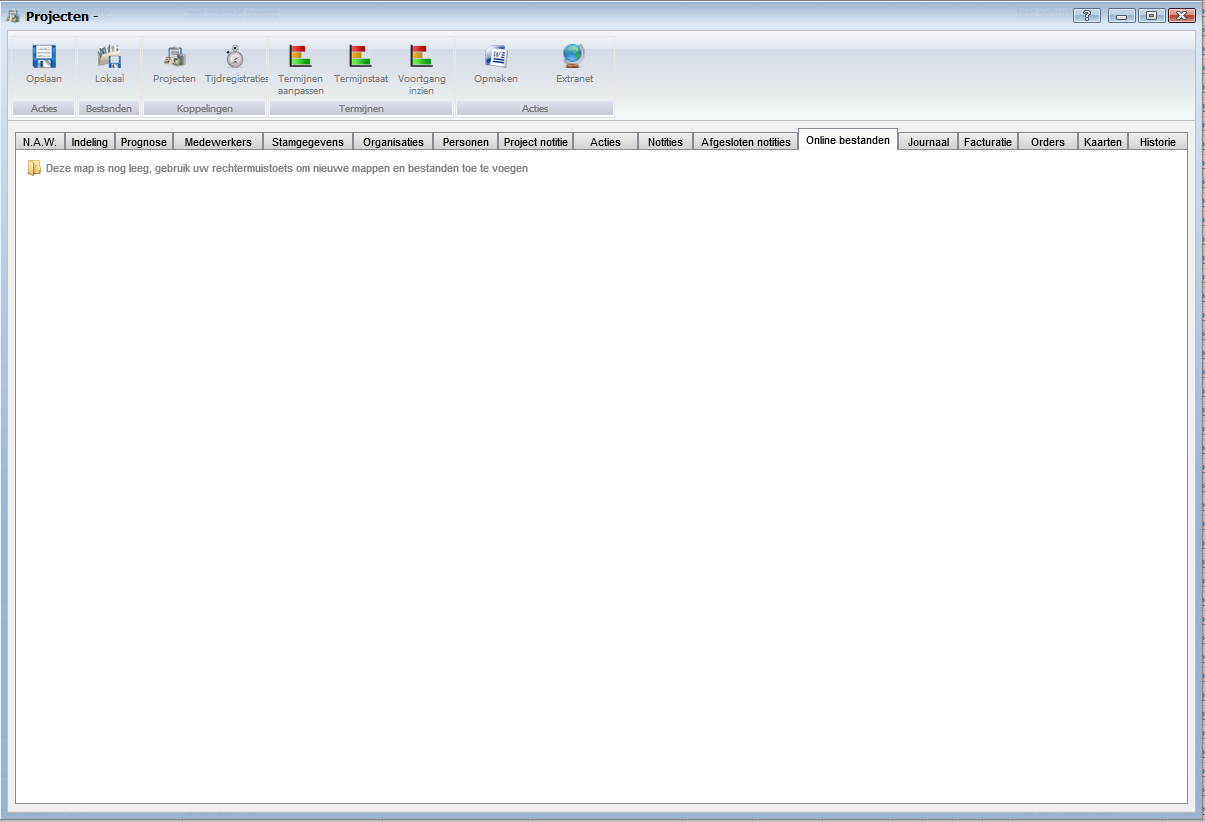 Projecten -
Opslaan
Lokaal
Projecten
Tijdregistraties
Termijnen
aanpassen
Termijnstaat
Voortgang
inzien
Opmaken
Extranet
Acties
Bestanden
Koppelingen
Termijnen
Acties
N.A.W.
Indeling
Prognose
Medewerkers
Stamgegevens
Organisaties
Personen
Project notitie
Acties
Notities
Afgesloten notities
Online bestanden
Journaal
Facturatie
Orders
Kaarten
Historie
Deze map is nog leeg, gebruik uw rechtermuistoets om nieuwe mappen en bestanden toe te voegen